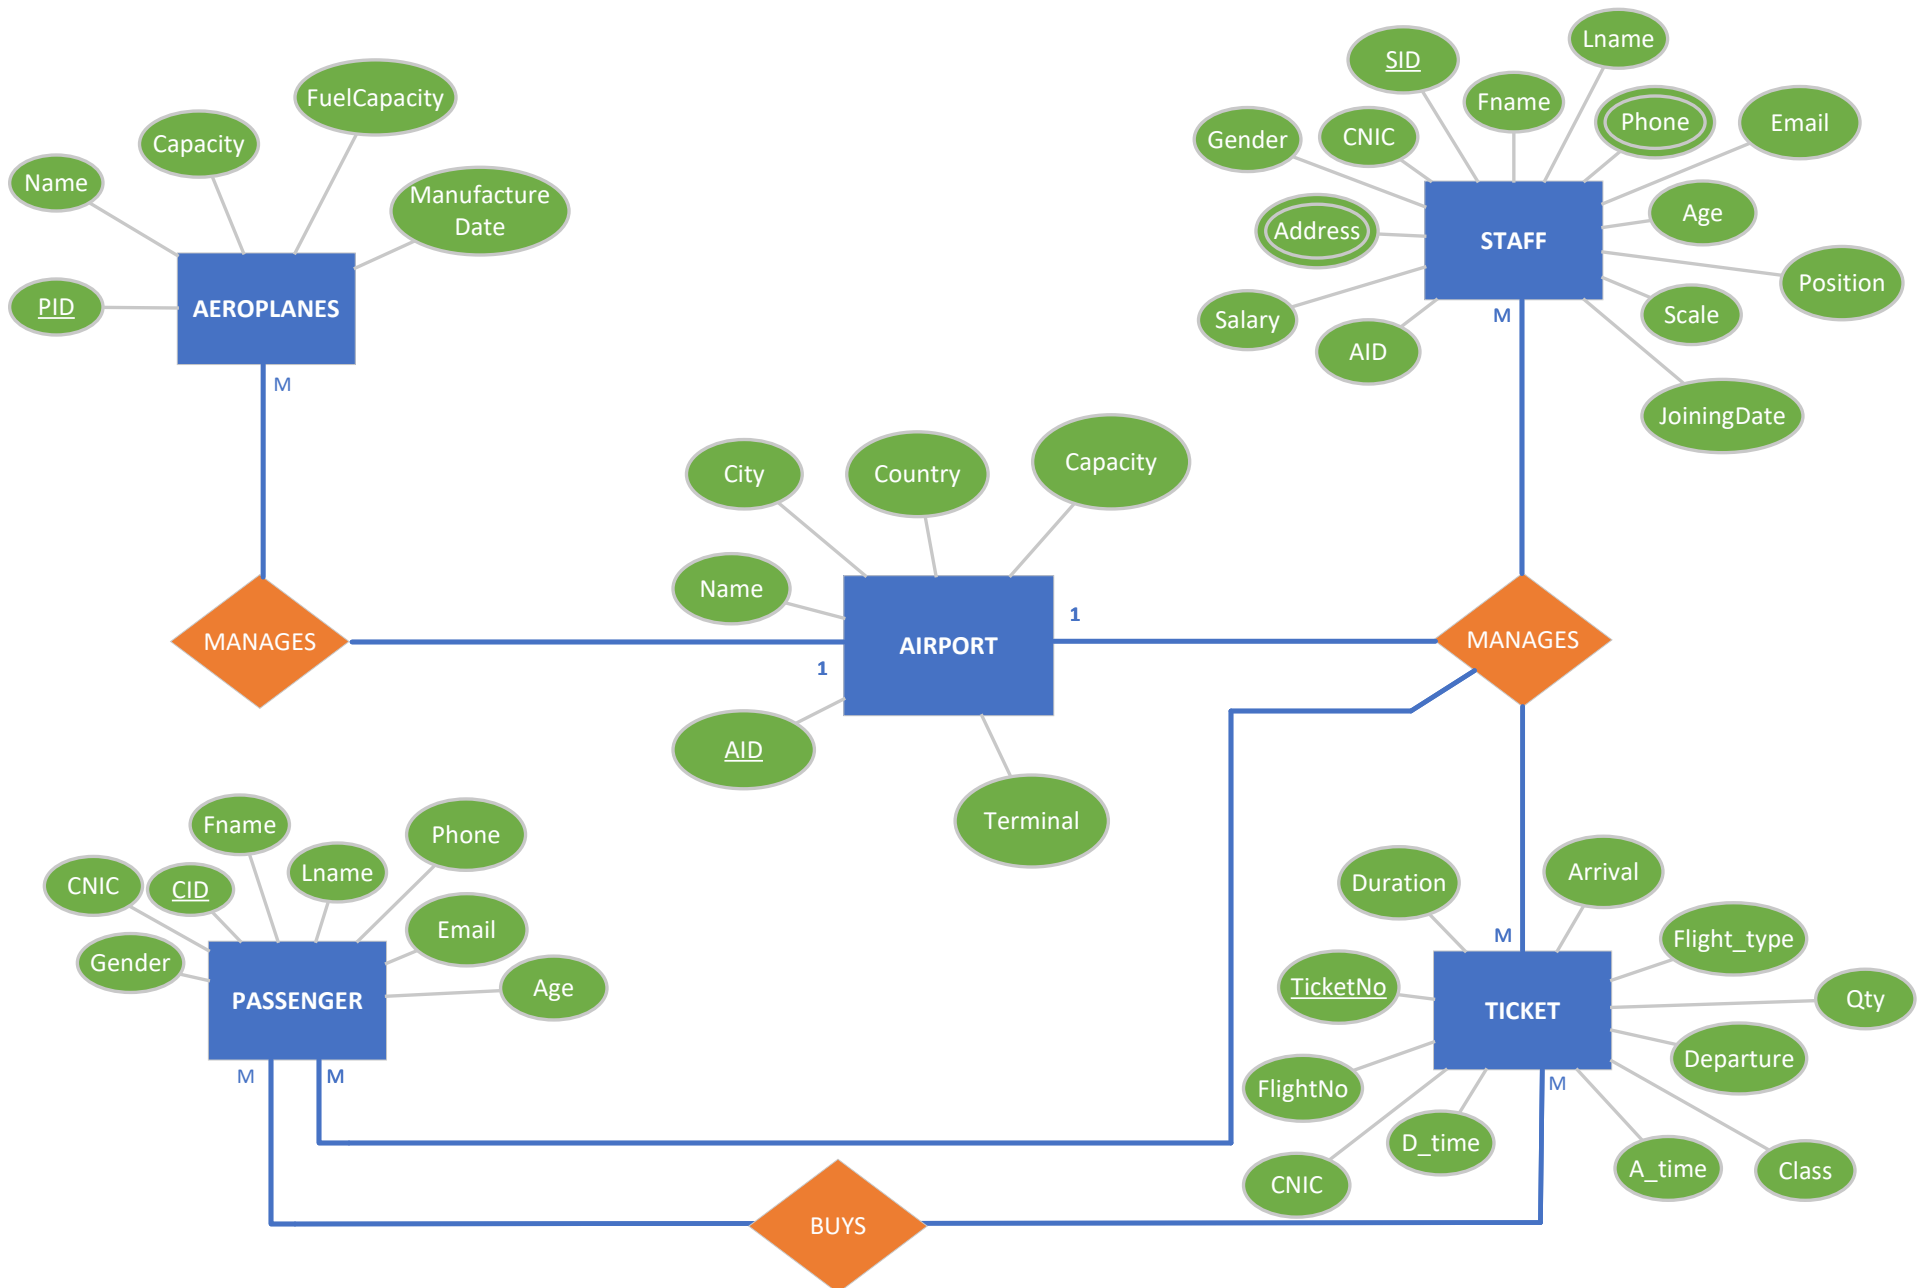 Lname
SID
FuelCapacity
Fname
Phone
Email
Capacity
Gender
CNIC
Name
Manufacture
Date
Age
Address
STAFF
Position
PID
AEROPLANES
Salary
Scale
M
AID
M
JoiningDate
City
Country
Capacity
Name
1
MANAGES
AIRPORT
MANAGES
1
AID
Terminal
Fname
Phone
CNIC
CID
Lname
Duration
Arrival
Email
M
Flight_type
Gender
Age
TicketNo
Qty
PASSENGER
TICKET
Departure
M
M
FlightNo
M
D_time
CNIC
A_time
Class
BUYS